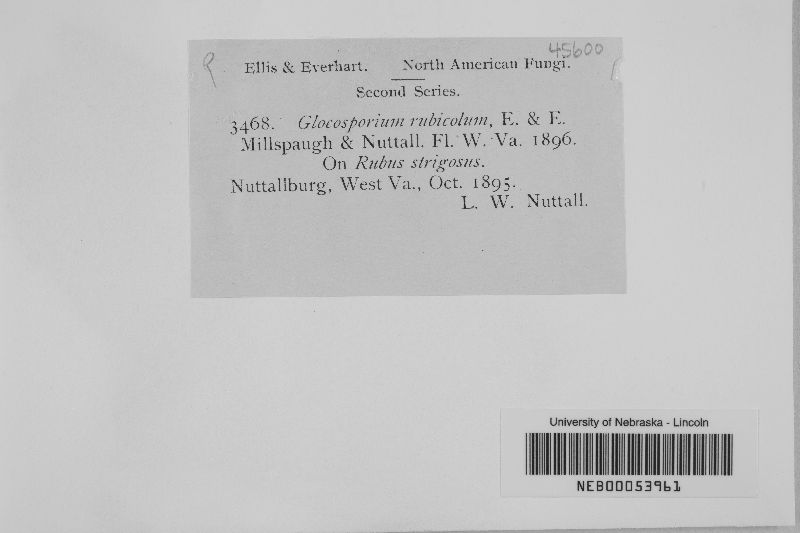 45600
Ellis & Everhart. North American Fungi.
Second Series.
3468. Glocosporium rubicolum, E. & E.
Millspaugh & Nuttall. Fl. W. Va. 1896.
On Rubus strigosus.
Nuttallburg, West Va., Oct. 1895.
L. W. Nuttall.
University of Nebraska - Lincoln
NEB00053961